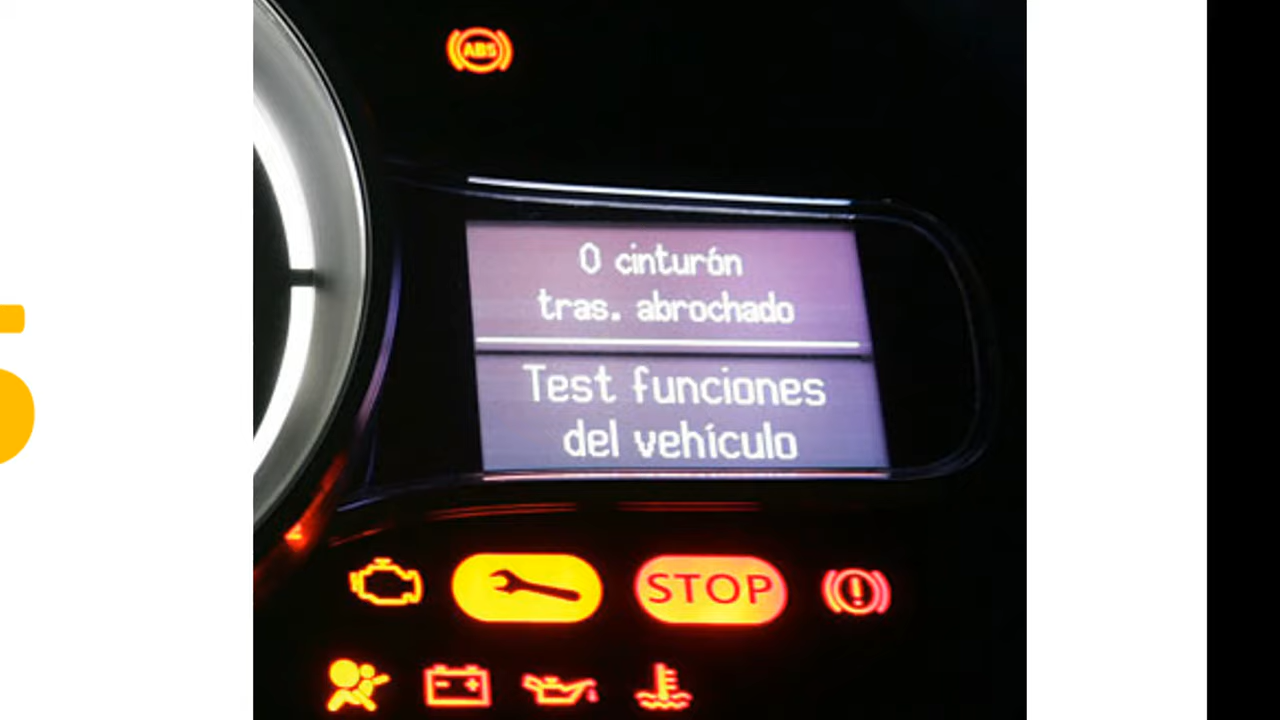 ABS
0 cinturón
tras. abrochado
Test funciones
del vehículo
STOP